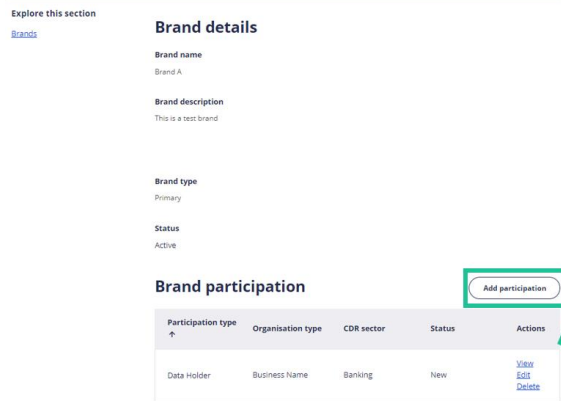 Explore this section
Brands
Brand details
Brand name
Brand A
Brand description
This is a test brand
Brand type
Primary
Status
Active
Brand participation
Add participation
Participation type ↑ Organisation type CDR sector Status Actions
Data Holder Business Name Banking New View
Edit
Delete